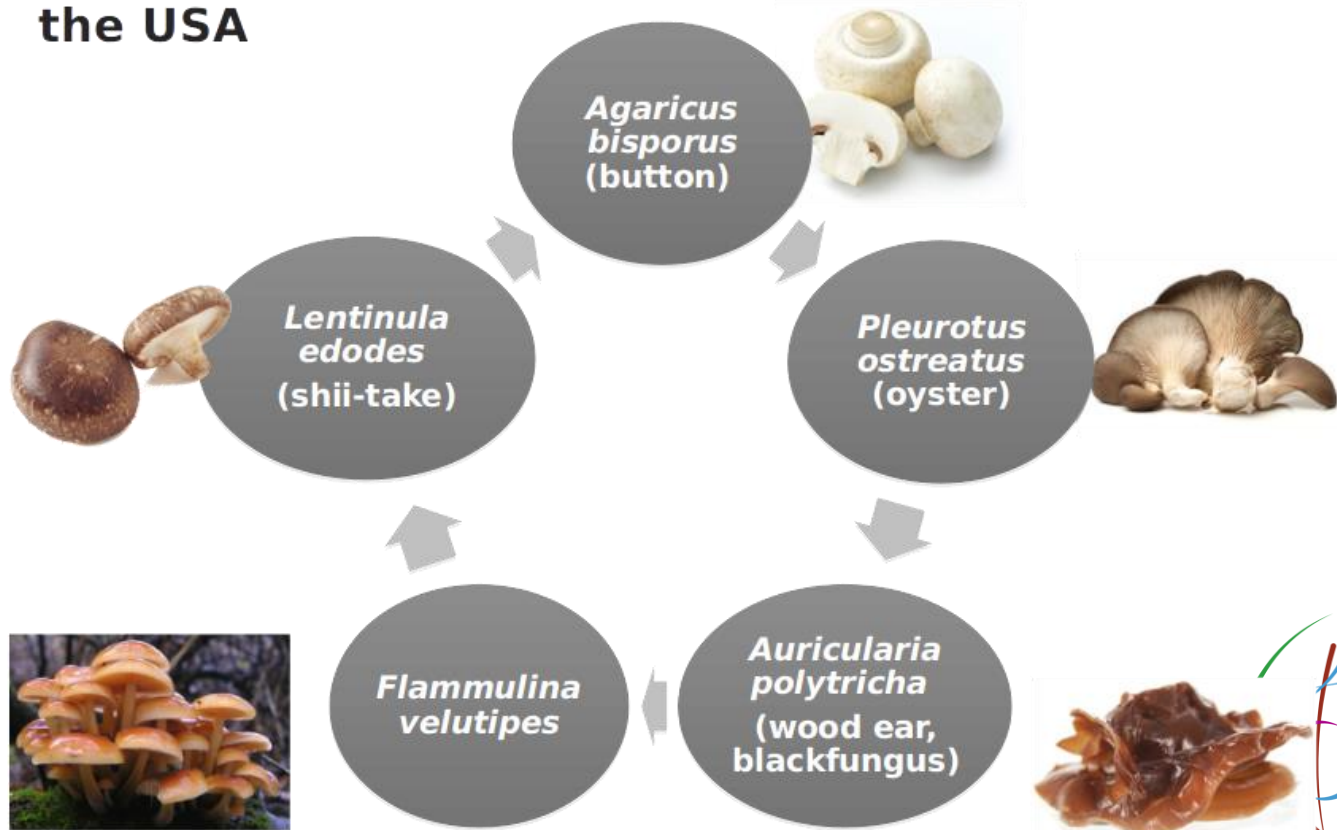 the USA
Agaricus
bisporus
(button)
Pleurotus
ostreatus
(oyster)
Auricularia
polytricha
(wood ear,
blackfungus)
Flammulina
velutipes
Lentinula
edodes
(shii-take)